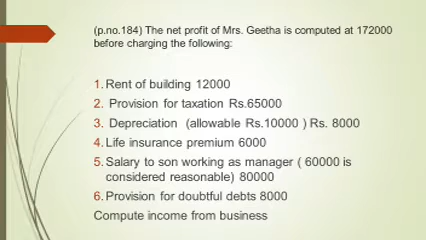 (p.no.184) The net profit of Mrs. Geetha is computed at 172000
before charging the following:
1. Rent of building 12000
2. Provision for taxation Rs.65000
3. Depreciation (allowable Rs.10000 ) Rs. 8000
4. Life insurance premium 6000
5. Salary to son working as manager ( 60000 is
considered reasonable) 80000
6. Provision for doubtful debts 8000
Compute income from business